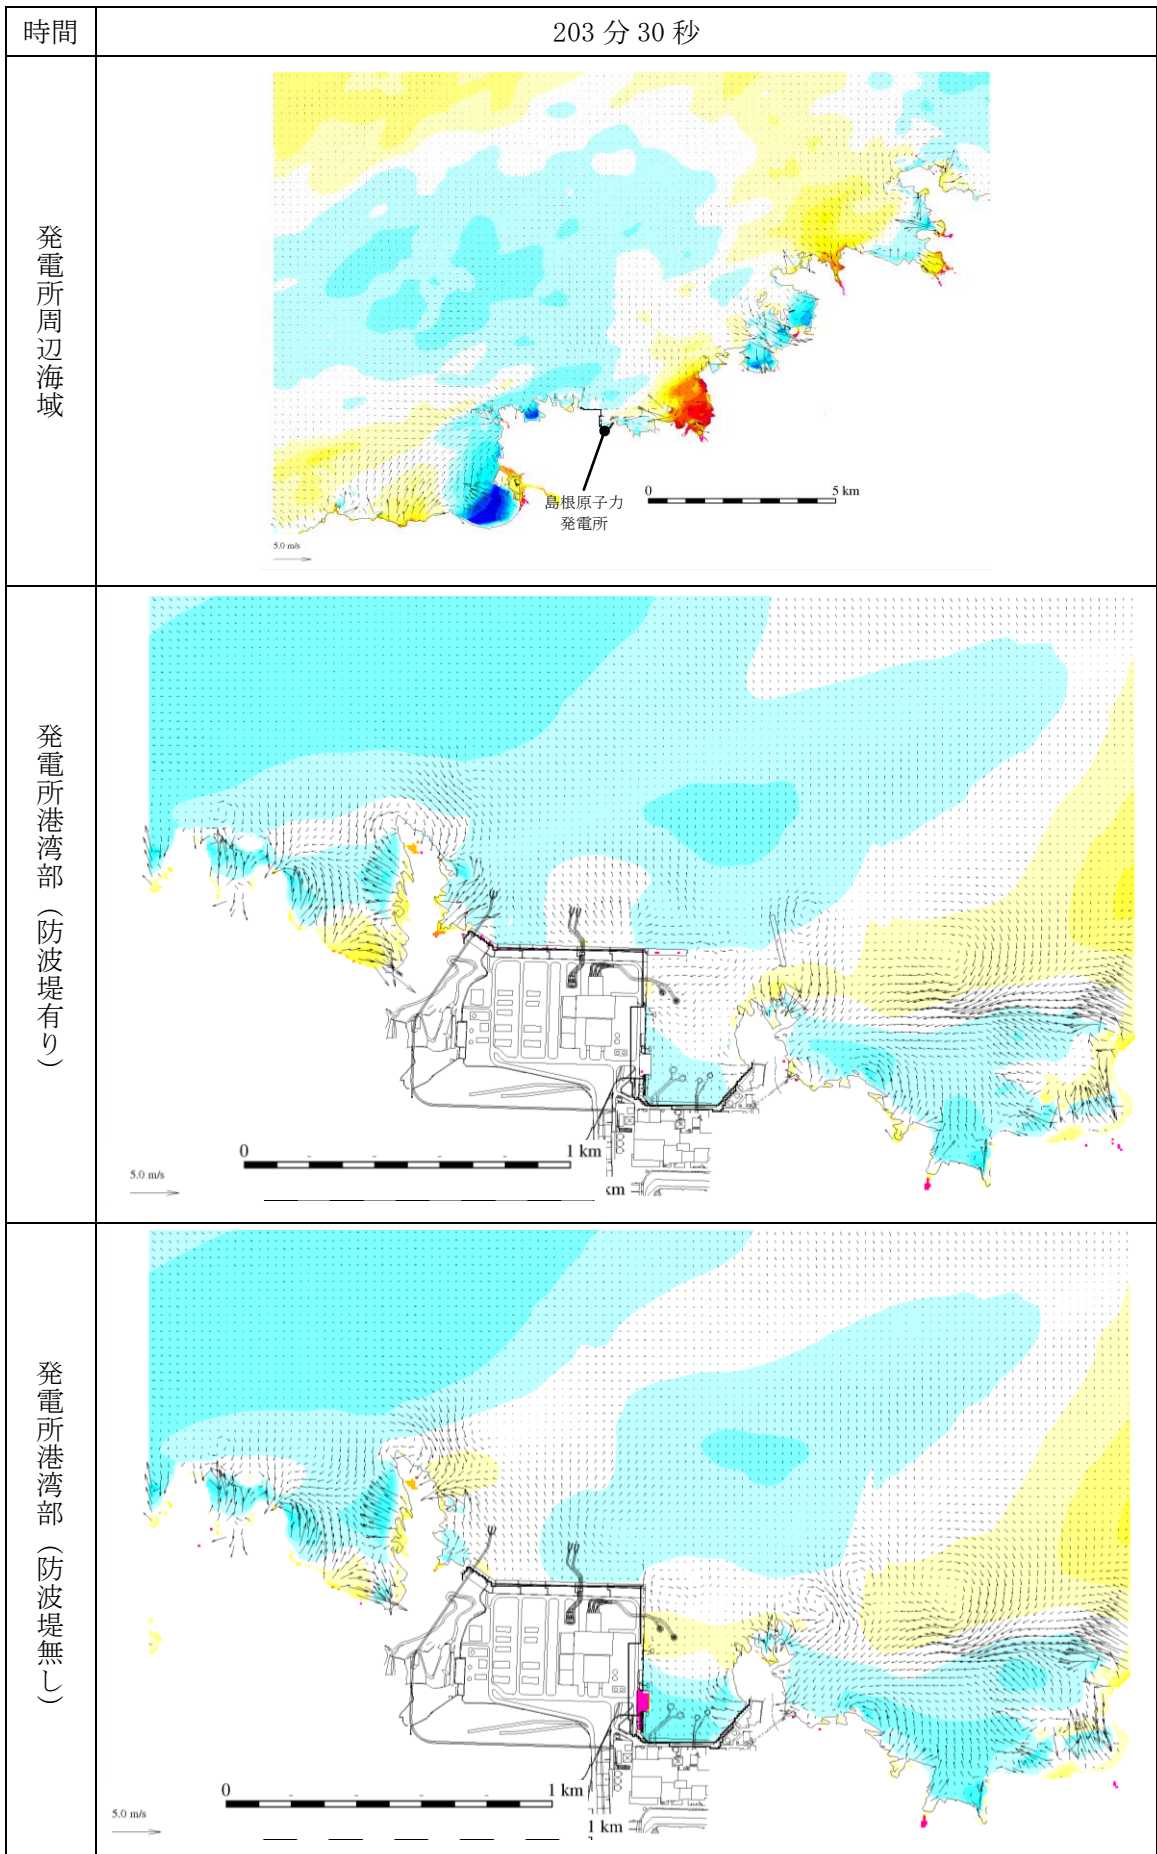 時間
203 分 30 秒
発電所周辺海域
0
5 km
島根原子力
発電所
5.0 m/s
発電所港湾部（防波堤有り）
0
1 km
5.0 m/s
km
発電所港湾部（防波堤無し）
0
1 km
5.0 m/s
1 km